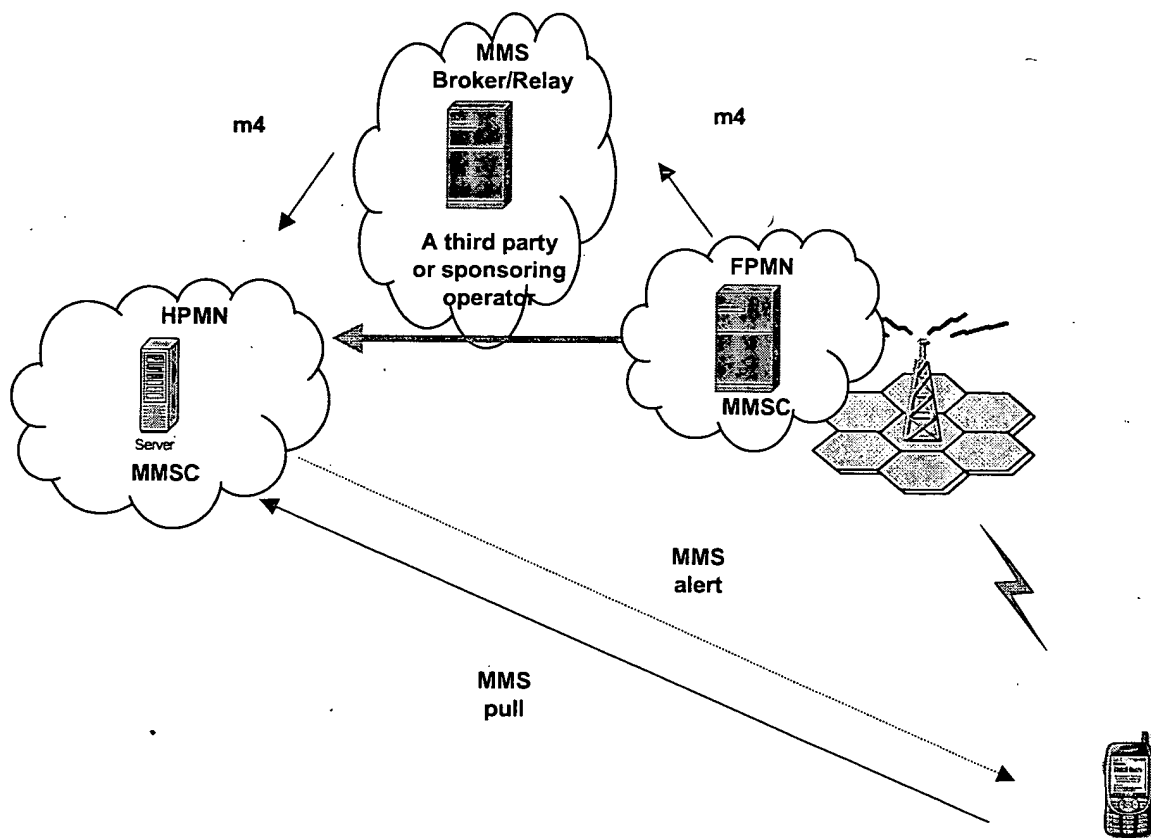 MMS
Broker/Relay
m4
m4
A third party
or sponsoring
operator
FPMN
MMSC
HPMN
Server
MMSC
MMS
alert
MMS
pull